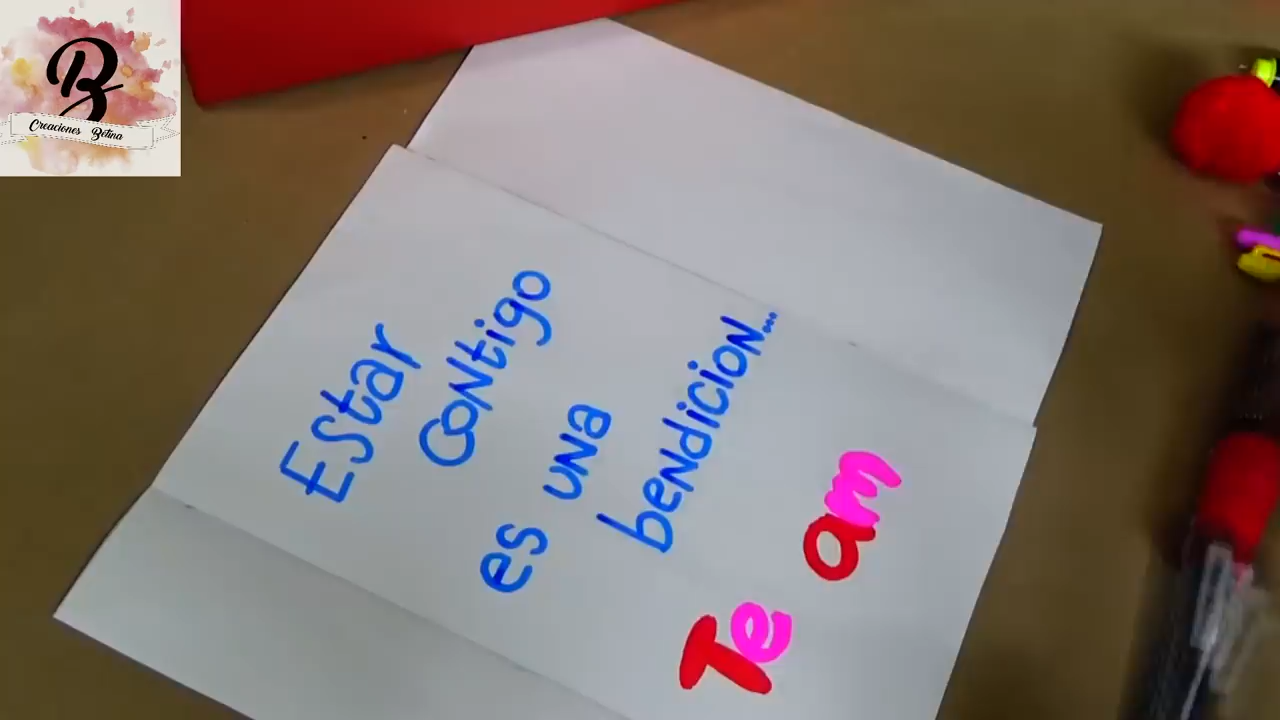 B
Creaciones Betina
Estar
contigo
es una
bendicion...
Te am